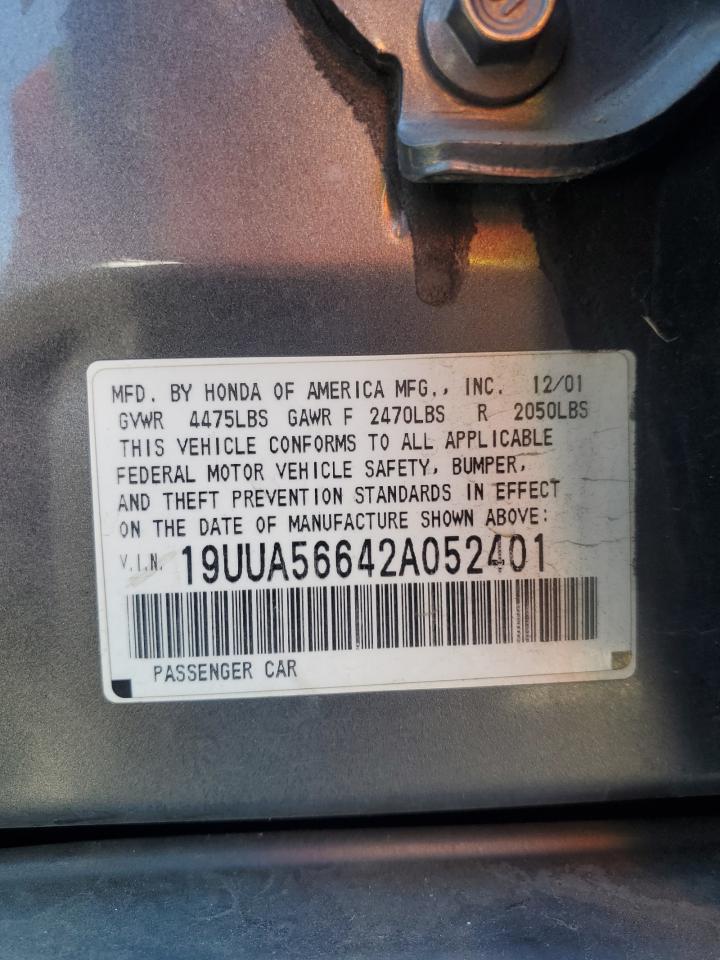 MFD. BY HONDA OF AMERICA MFG., INC. 12/01
GVWR 4475LBS GAWR F 2470LBS R 2050LBS
THIS VEHICLE CONFORMS TO ALL APPLICABLE
FEDERAL MOTOR VEHICLE SAFETY, BUMPER,
AND THEFT PREVENTION STANDARDS IN EFFECT
ON THE DATE OF MANUFACTURE SHOWN ABOVE:
V.I.N. 19UUA56642A052401
PASSENGER CAR